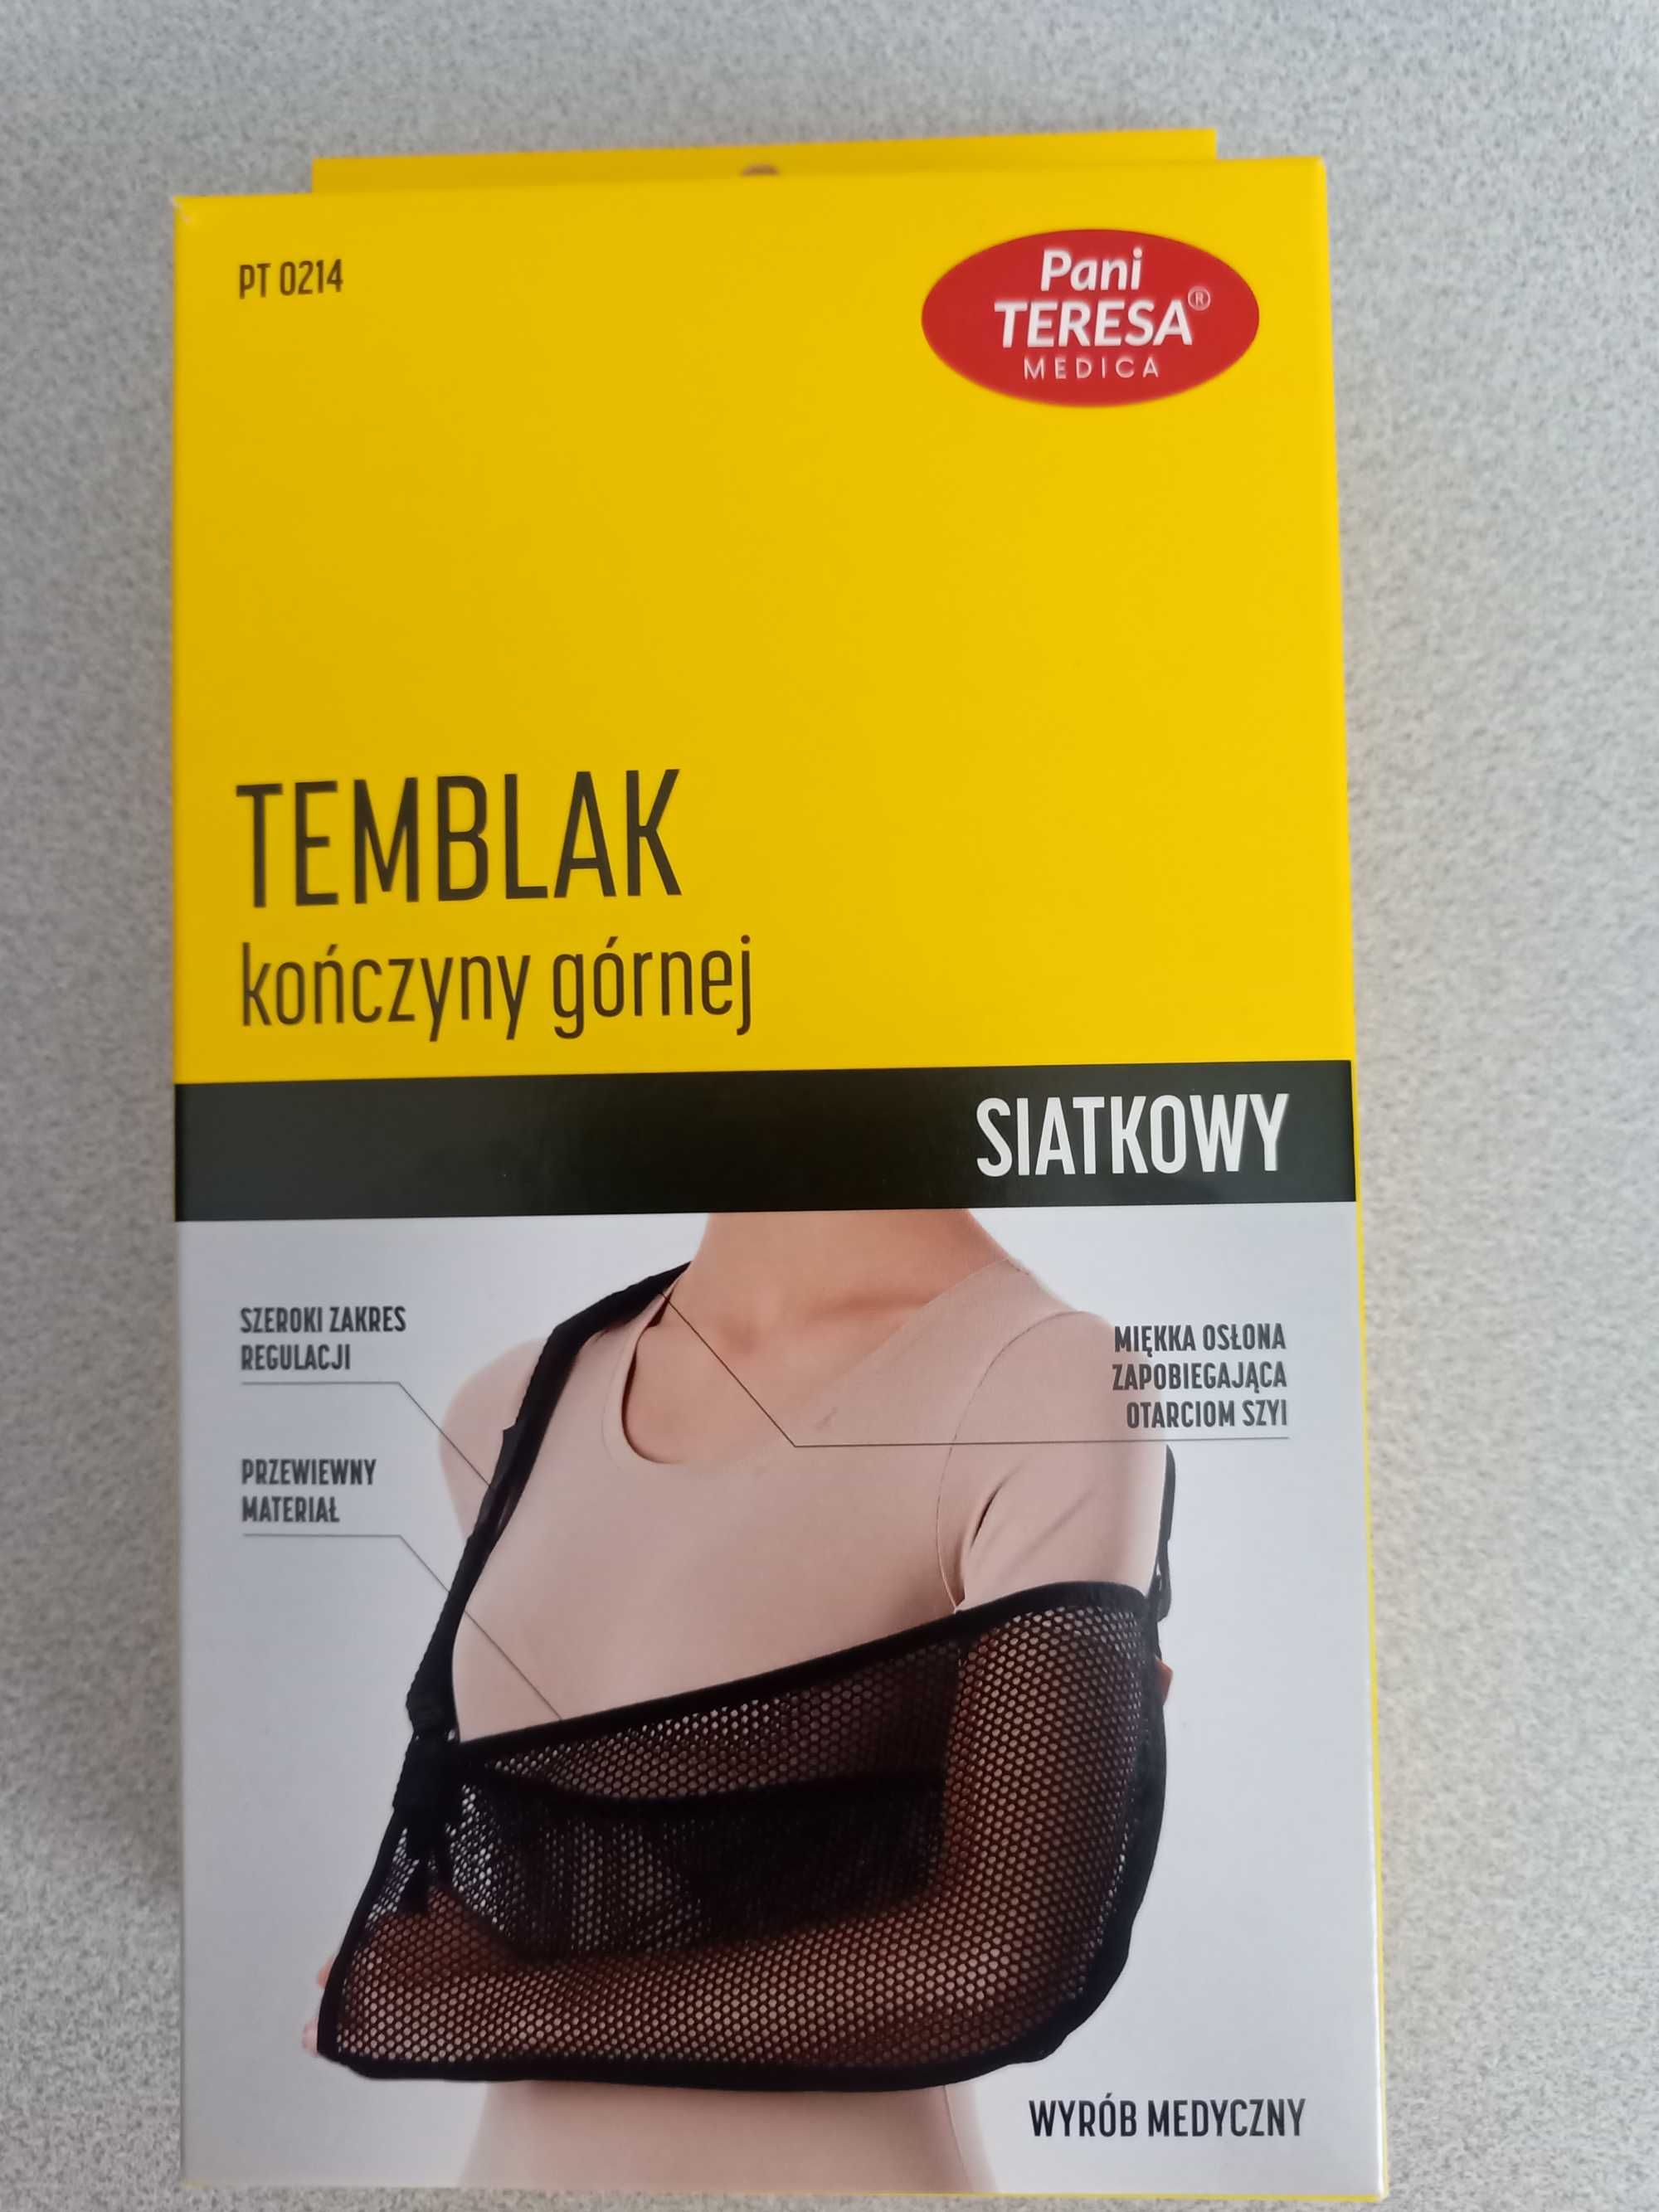 PT 0214
Pani
TERESA®
MEDICA
TEMBLAK
kończyny górnej
SIATKOWY
SZEROKI ZAKRES
REGULACJI
MIĘKKA OSŁONA
ZAPOBIEGAJĄCA
OTARCIOM SZYI
PRZEWIEWNY
MATERIAŁ
WYRÓB MEDYCZNY